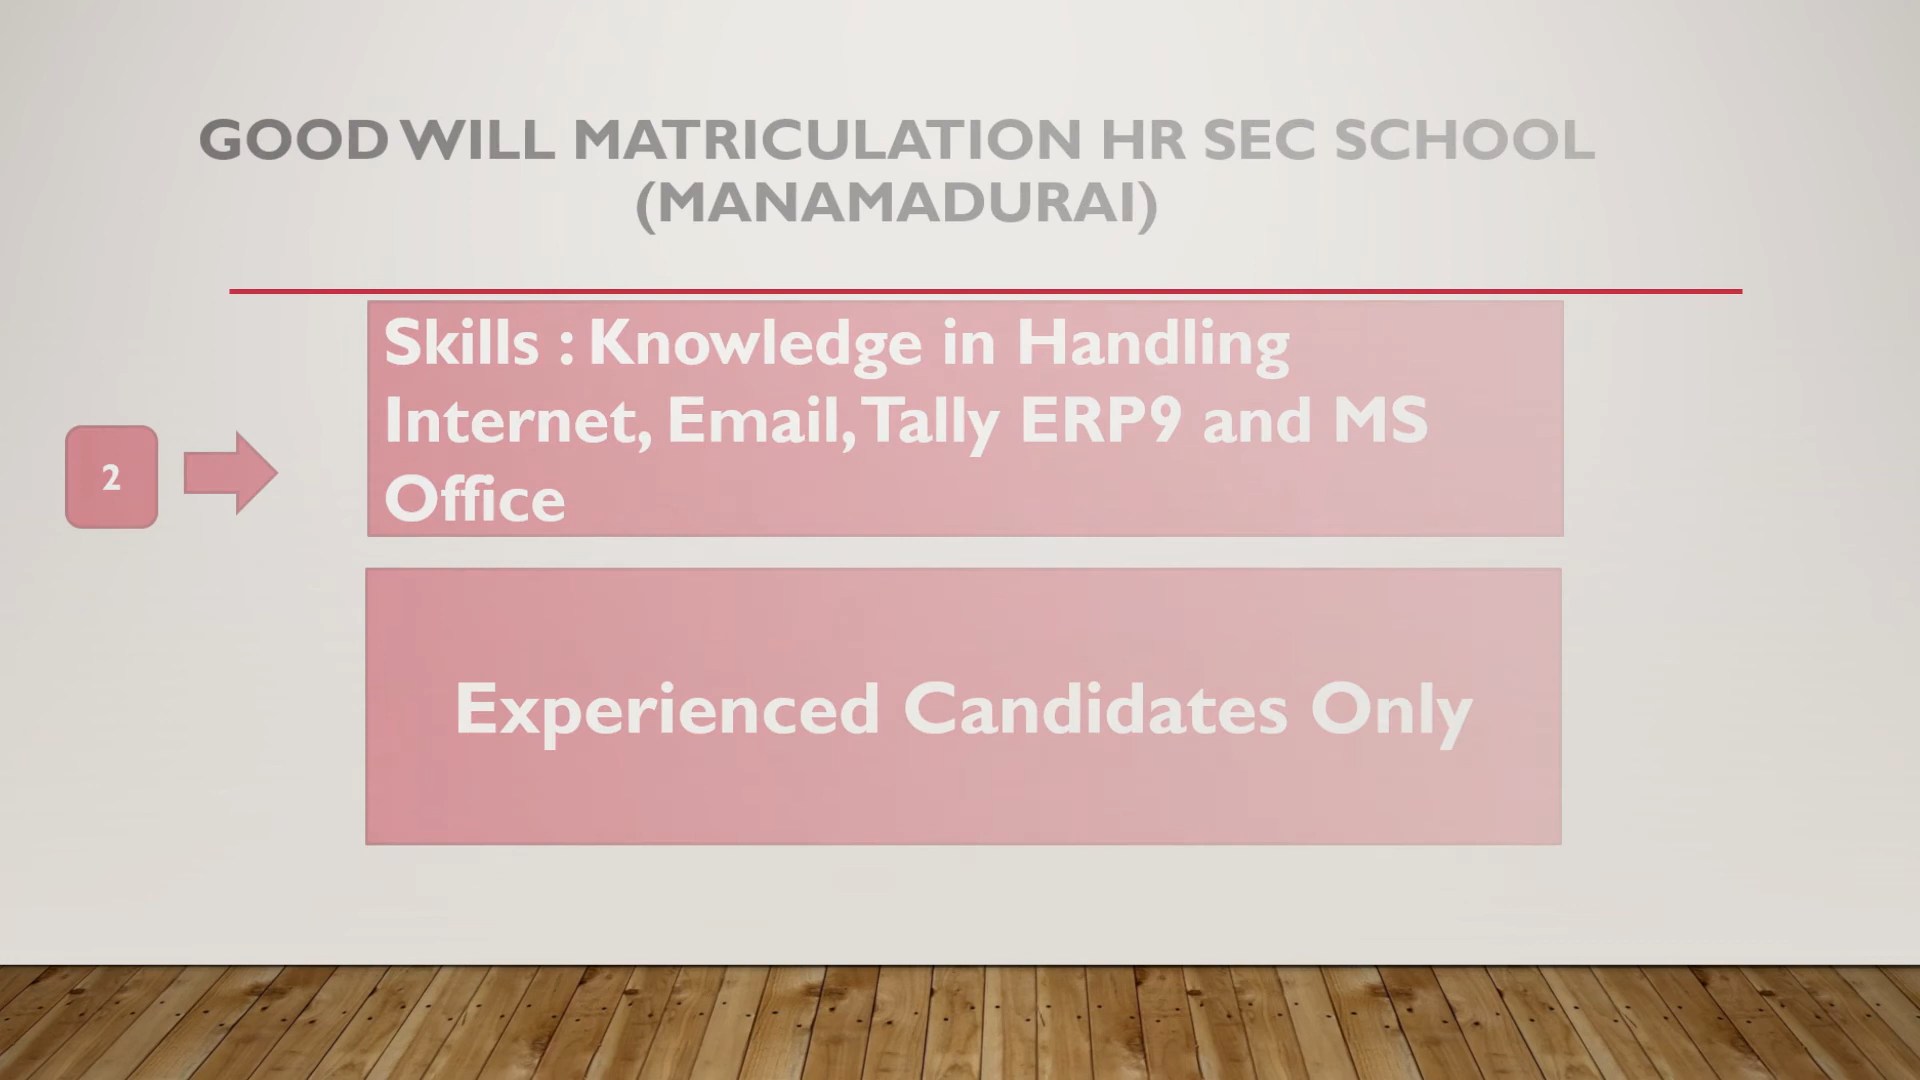 GOOD WILL MATRICULATION HR SEC SCHOOL
(MANAMADURAI)
Skills : Knowledge in Handling
Internet, Email, Tally ERP9 and MS
Office
2
Experienced Candidates Only